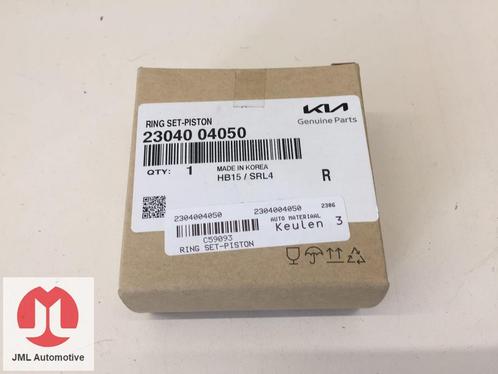 RING SET-PISTON
23040 04050
QTY: 1
MADE IN KOREA
HB15 / SRL4
R
KIA
Genuine Parts
2304004050 2304004050 2306
C59093
RING SET-PISTON
AUTO MATERIAAL
Keulen 3
JML Automotive